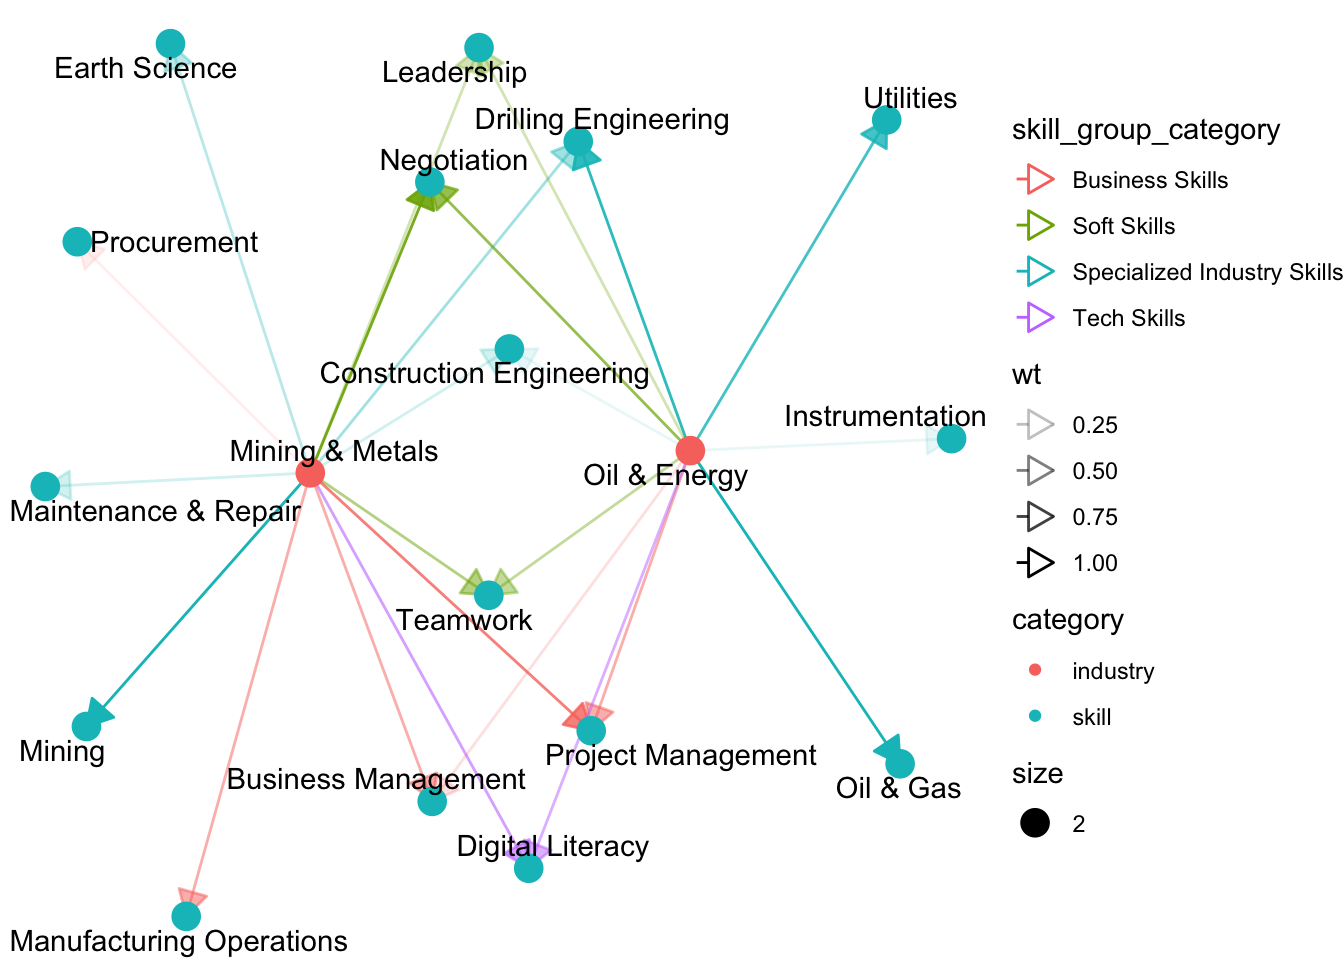 Earth Science
Leadership
Utilities
Drilling Engineering
Negotiation
Procurement
Construction Engineering
Instrumentation
Mining & Metals
Oil & Energy
Maintenance & Repair
Teamwork
Mining
Project Management
Business Management
Oil & Gas
Digital Literacy
Manufacturing Operations
skill_group_category
Business Skills
Soft Skills
Specialized Industry Skills
Tech Skills
wt
0.25
0.50
0.75
1.00
category
industry
skill
size
2